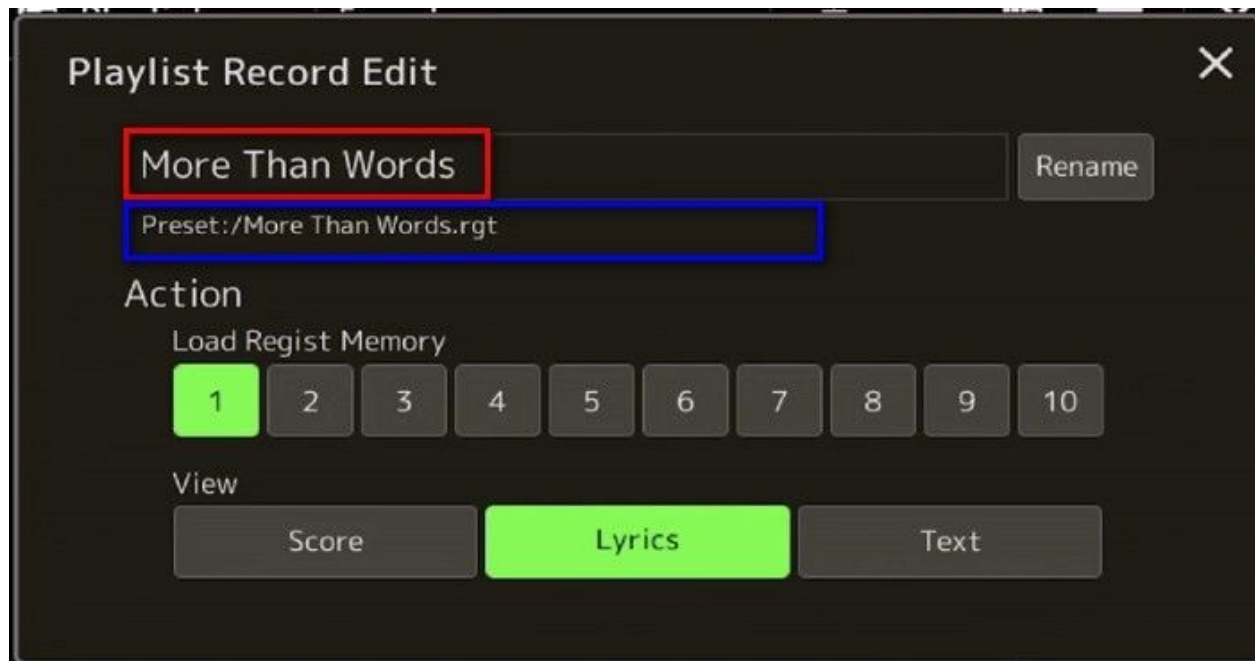 Playlist Record Edit
More Than Words
Rename
Preset:/More Than Words.rgt
Action
Load Regist Memory
1 2 3 4 5 6 7 8 9 10
View
Score Lyrics Text